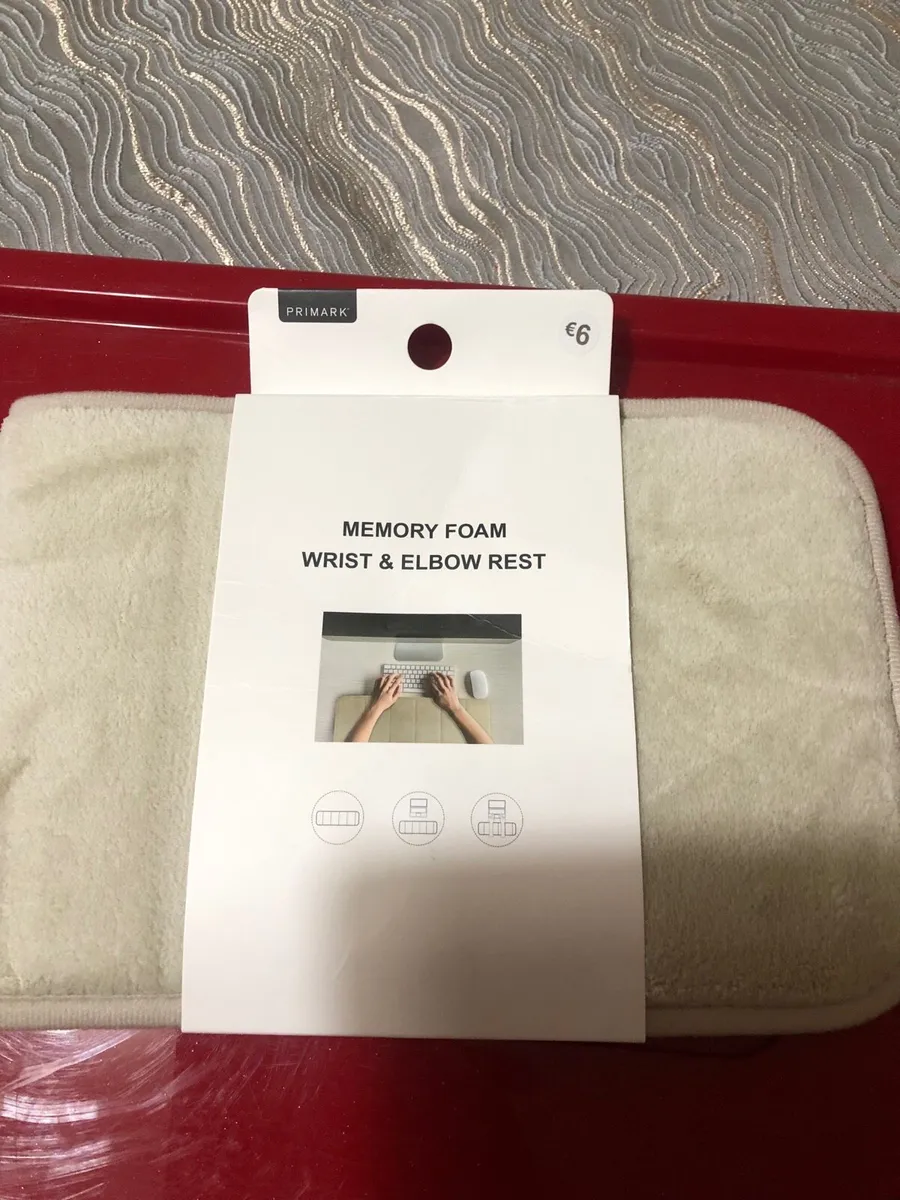 PRIMARK
€6
MEMORY FOAM
WRIST & ELBOW REST